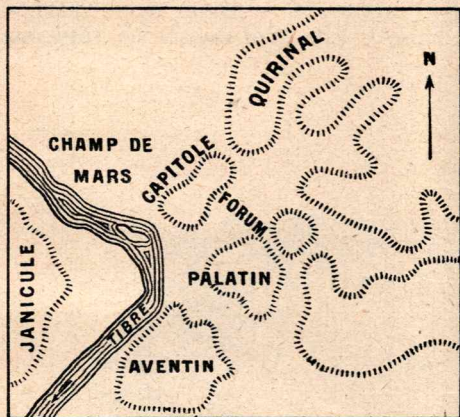 QUIRINAL
N
CHAMP DE
MARS
CAPITOLE
FORUM
JANICULE
PALATIN
TIBRE
AVENTIN